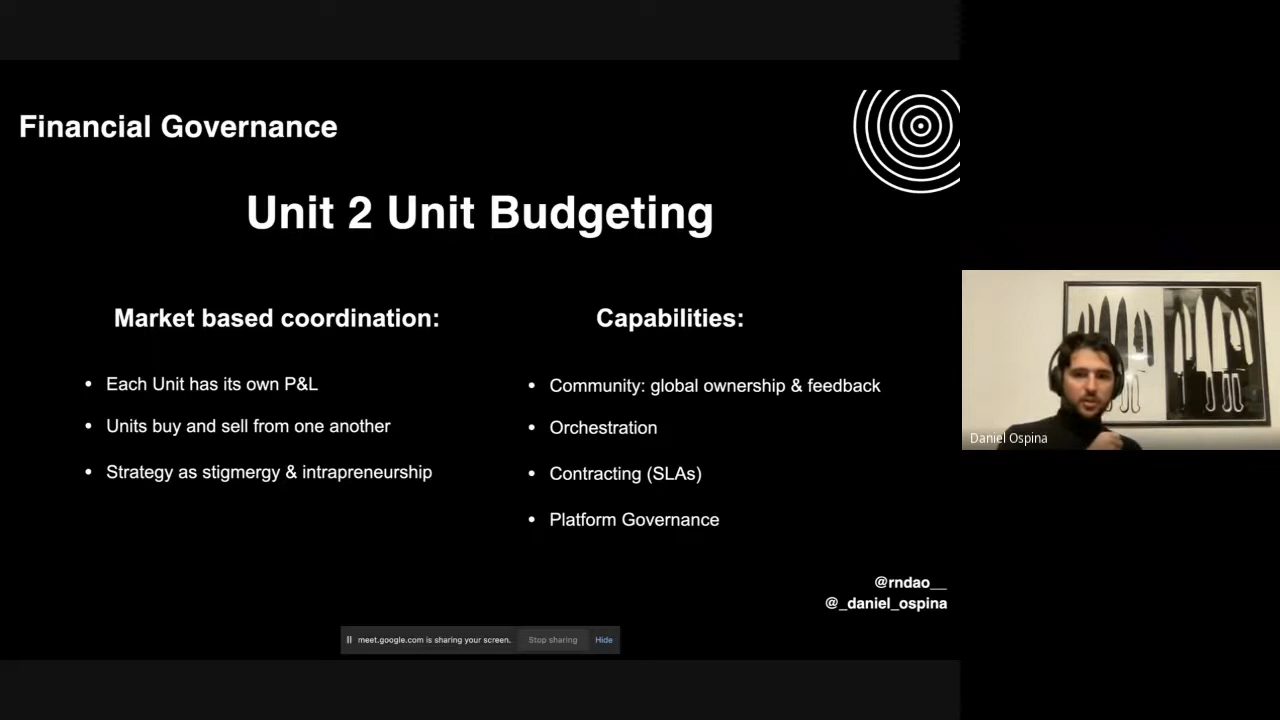 Financial Governance
Unit 2 Unit Budgeting
Market based coordination:
• Each Unit has its own P&L
• Units buy and sell from one another
• Strategy as stigmergy & intrapreneurship
Capabilities:
• Community: global ownership & feedback
• Orchestration
• Contracting (SLAs)
• Platform Governance
@rndao__
@_daniel_ospina
meet.google.com is sharing your screen. Stop sharing Hide
Daniel Ospina